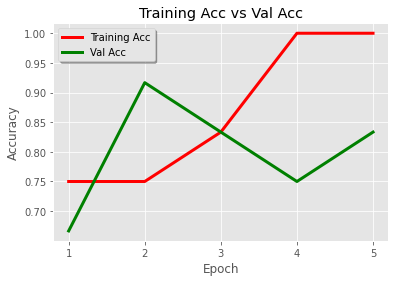 Training Acc vs Val Acc
Training Acc
Val Acc
Accuracy
1.00
0.95
0.90
0.85
0.80
0.75
0.70
1 2 3 4 5
Epoch